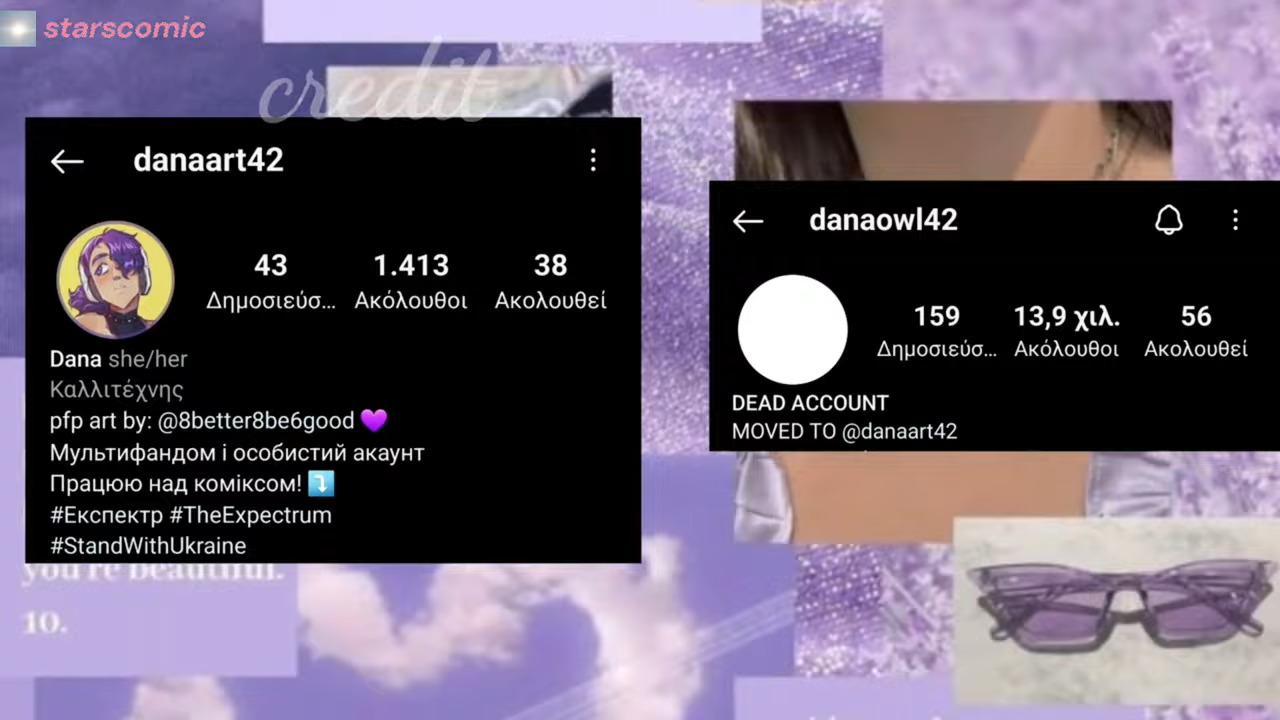 starscomic
credit
danaart42
43 1.413 38
Δημοσιεύσ... Ακόλουθοι Ακολουθεί
Dana she/her
Καλλιτέχνης
pfp art by: @8better8be6good 💜
Мультифандом і особистий акаунт
Працюю над коміксом! ⤵️
#Експектр #TheExpectrum
#StandWithUkraine
danaowl42
159 13,9 χιλ. 56
Δημοσιεύσ... Ακόλουθοι Ακολουθεί
DEAD ACCOUNT
MOVED TO @danaart42
you're beautiful.
10.